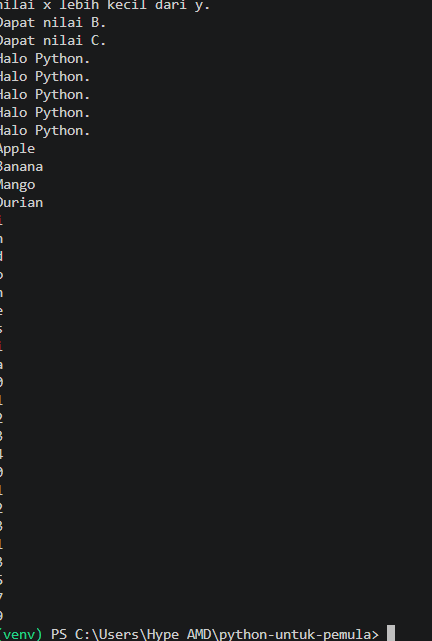 nilai x lebih kecil dari y.
Dapat nilai B.
Dapat nilai C.
Halo Python.
Halo Python.
Halo Python.
Halo Python.
Halo Python.
Apple
Banana
Mango
Durian
I
n
d
o
n
e
s
i
a
0
1
2
3
4
0
1
2
3
1
3
5
7
9
(venv) PS C:\Users\Hype AMD\python-untuk-pemula>